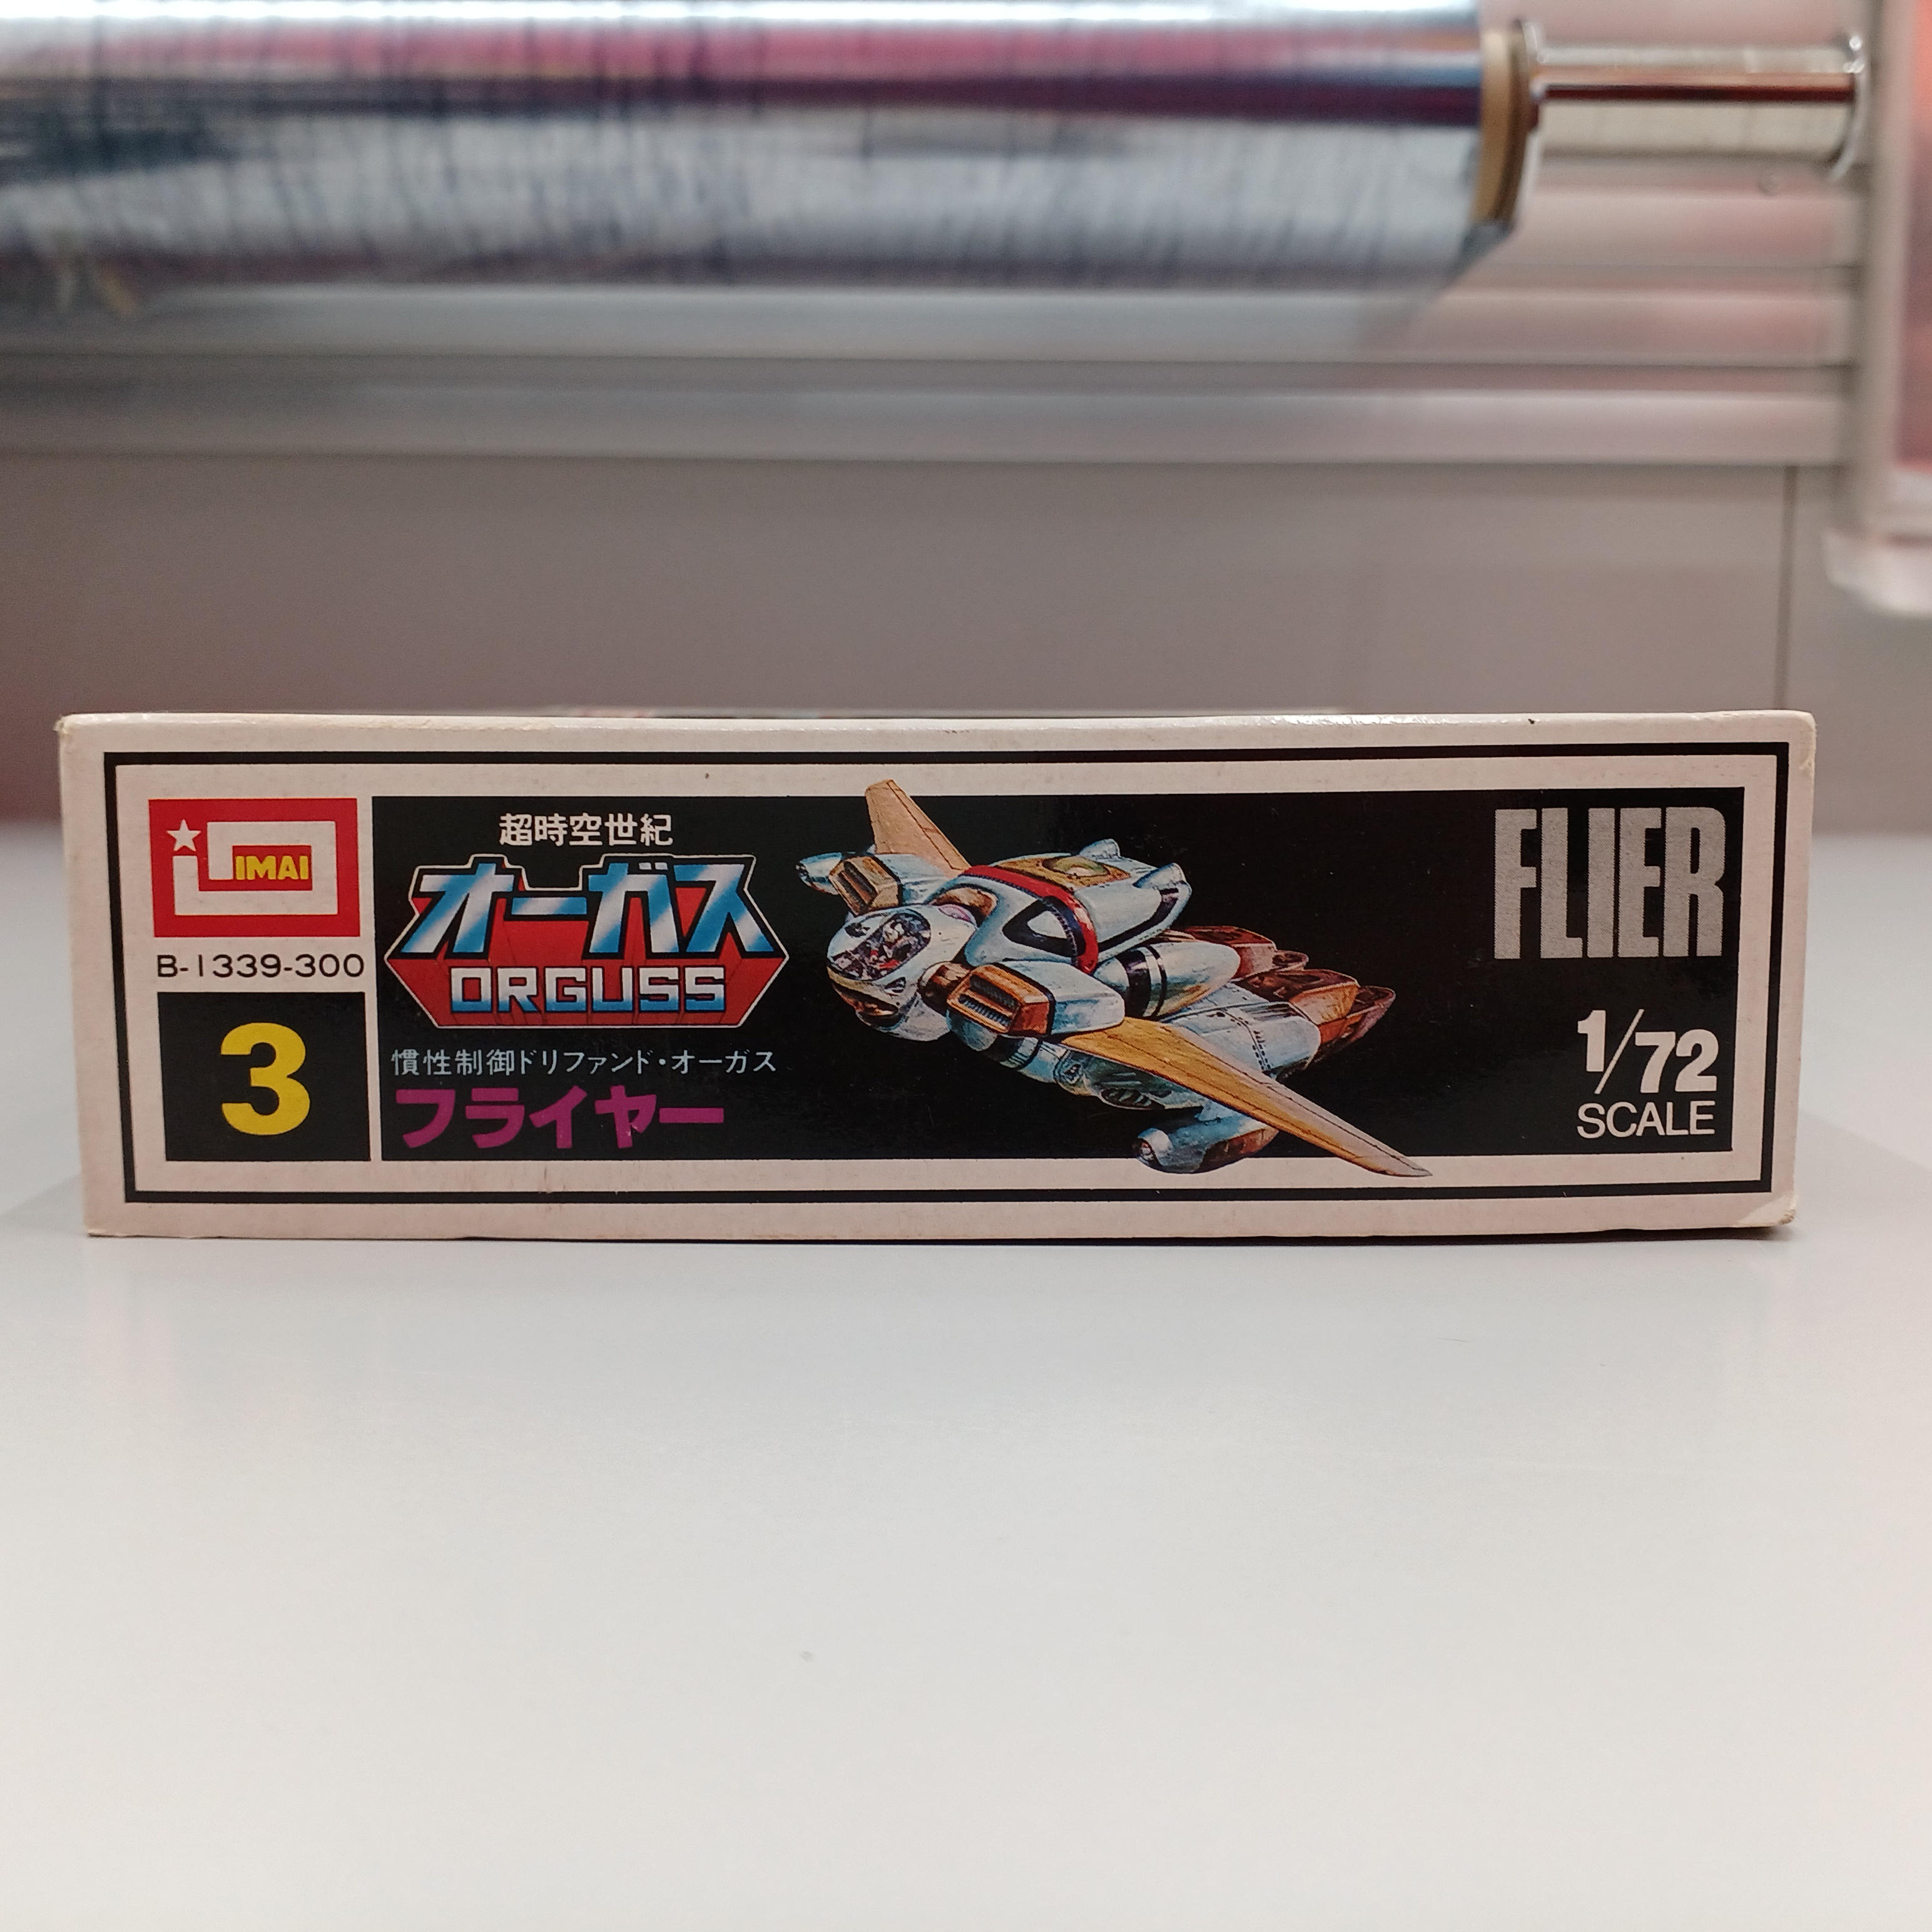 IMAI
B-1339-300
3
超時空世紀
オーガス
ORGUSS
慣性制御ドリファンド・オーガス
フライヤー
FLIER
1/72
SCALE